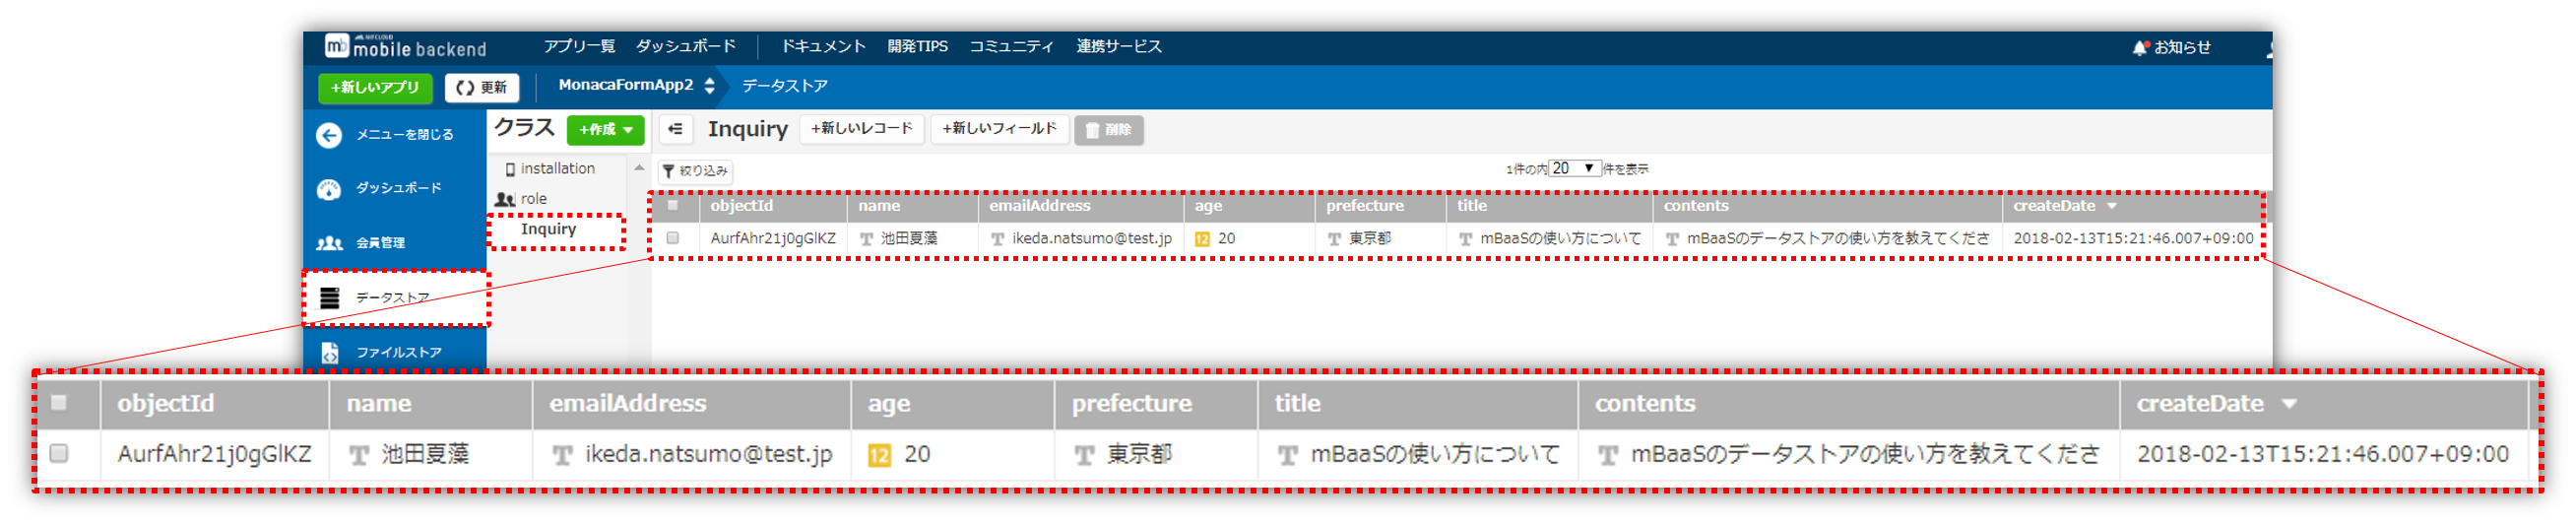 NIFCLOUD
mb mobile backend アプリ一覧 ダッシュボード ドキュメント 開発TIPS コミュニティ 連携サービス お知らせ
+新しいアプリ 更新 MonacaFormApp2 データストア
メニューを閉じる クラス +作成 Inquiry +新しいレコード +新しいフィールド 削除
installation 絞り込み 1件の内 20 件を表示
ダッシュボード role
objectId name emailAddress age prefecture title contents createDate
Inquiry
AurfAhr21j0gGlKZ T 池田夏藻 T ikeda.natsumo@test.jp 12 20 T 東京都 T mBaaSの使い方について T mBaaSのデータストアの使い方を教えてくださ 2018-02-13T15:21:46.007+09:00
会員管理
データストア
ファイルストア
objectId name emailAddress age prefecture title contents createDate
AurfAhr21j0gGlKZ T 池田夏藻 T ikeda.natsumo@test.jp 12 20 T 東京都 T mBaaSの使い方について T mBaaSのデータストアの使い方を教えてくださ 2018-02-13T15:21:46.007+09:00